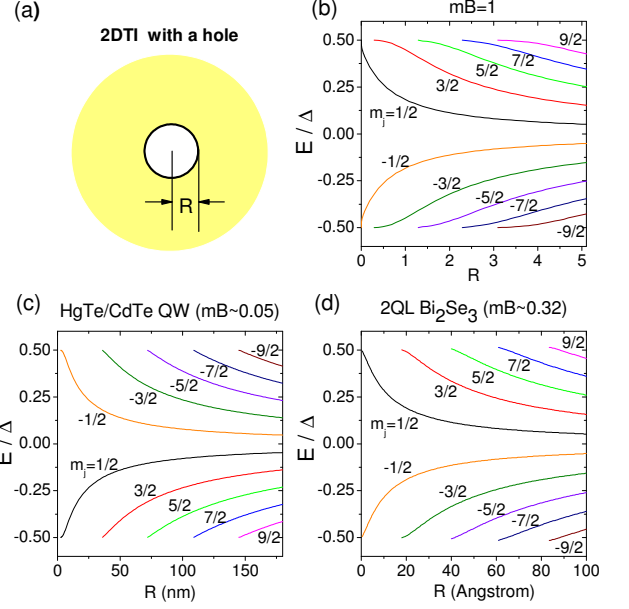 (a)
2DTI with a hole
R
(b)
mB=1
E / Δ
0.50
0.25
0.00
-0.25
-0.50
9/2
7/2
5/2
3/2
mj=1/2
-1/2
-3/2
-5/2
-7/2
-9/2
0 1 2 3 4 5
R
(c)
HgTe/CdTe QW (mB~0.05)
E / Δ
0.50
0.25
0.00
-0.25
-0.50
-9/2
-7/2
-5/2
-3/2
-1/2
mj=1/2
3/2
5/2
7/2
9/2
0 50 100 150
R (nm)
(d)
2QL Bi2Se3 (mB~0.32)
E / Δ
0.50
0.25
0.00
-0.25
-0.50
9/2
7/2
5/2
3/2
mj=1/2
-1/2
-3/2
-5/2
-7/2
-9/2
0 20 40 60 80 100
R (Angstrom)